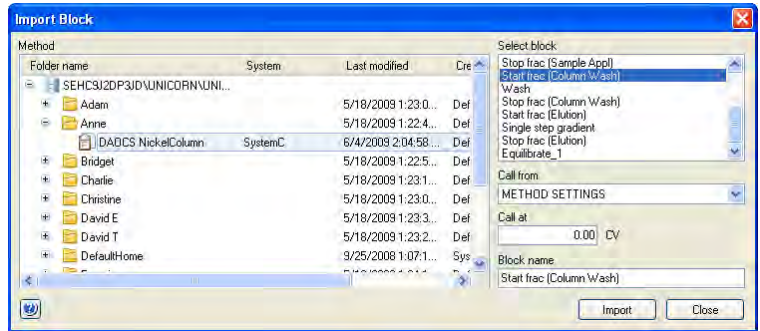 Import Block
Method
Folder name System Last modified Cre
SEHC9J2DP3JD\UNICORN\UNI...
Adam 5/18/2009 1:23:0... Def
Anne 5/18/2009 1:22:4... Def
DAOCS NickelColumn SystemC 6/4/2009 2:04:58 ... Def
Bridget 5/18/2009 1:22:5... Def
Charlie 5/18/2009 1:23:1... Def
Christine 5/18/2009 1:23:0... Def
David E 5/18/2009 1:23:3... Def
David T 5/18/2009 1:23:2... Def
DefaultHome 9/25/2008 1:07:1... Sys
Select block
Stop frac (Sample Appl)
Start frac (Column Wash)
Wash
Stop frac (Column Wash)
Start frac (Elution)
Single step gradient
Stop frac (Elution)
Equilibrate_1
Call from
METHOD SETTINGS
Call at
0.00 CV
Block name
Start frac (Column Wash)
Import Close